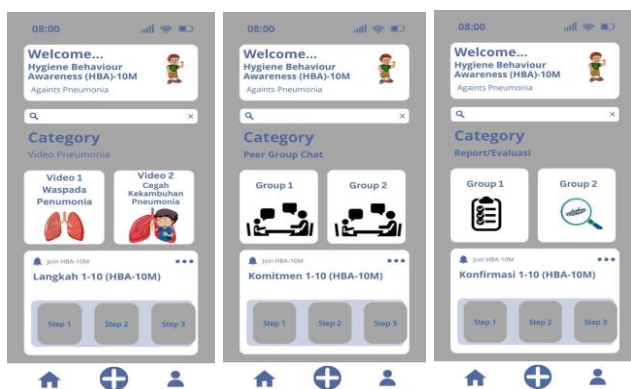 08:00
Welcome...
Hygiene Behaviour
Awareness (HBA)-10M
Againts Pneumonia
Category
Video Pneumonia
Video 1
Waspada
Penumonia
Video 2
Cegah
Kekambuhan
Pneumonia
Join HBA-10M
Langkah 1-10 (HBA-10M)
Step 1
Step 2
Step 3
08:00
Welcome...
Hygiene Behaviour
Awareness (HBA)-10M
Againts Pneumonia
Category
Peer Group Chat
Group 1
Group 2
Join HBA-10M
Komitmen 1-10 (HBA-10M)
Step 1
Step 2
Step 3
08:00
Welcome...
Hygiene Behaviour
Awareness (HBA)-10M
Againts Pneumonia
Category
Report/Evaluasi
Group 1
Group 2
Join HBA-10M
Konfirmasi 1-10 (HBA-10M)
Step 1
Step 2
Step 3